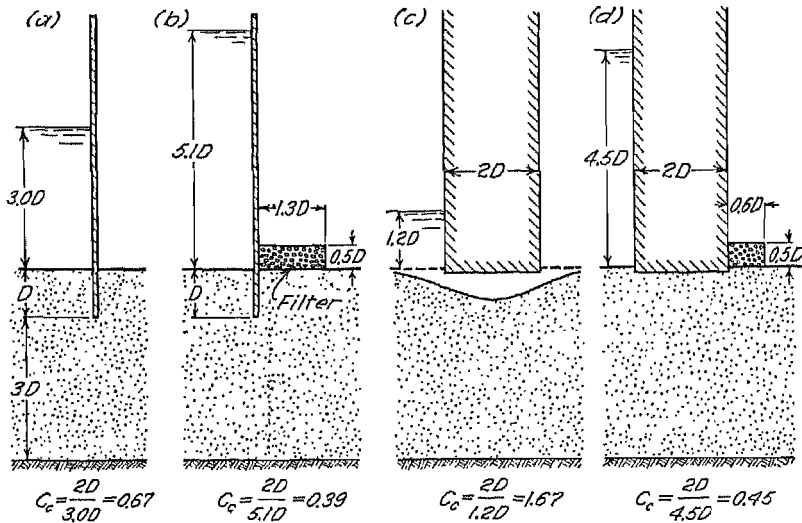 (a)
3.0D
D
3D
C_c = 2D/3.0D = 0.67
(b)
5.1D
1.3D
0.5D
D
Filter
C_c = 2D/5.1D = 0.39
(c)
2D
1.2D
C_c = 2D/1.2D = 1.67
(d)
4.5D
2D
0.6D
0.5D
C_c = 2D/4.5D = 0.45